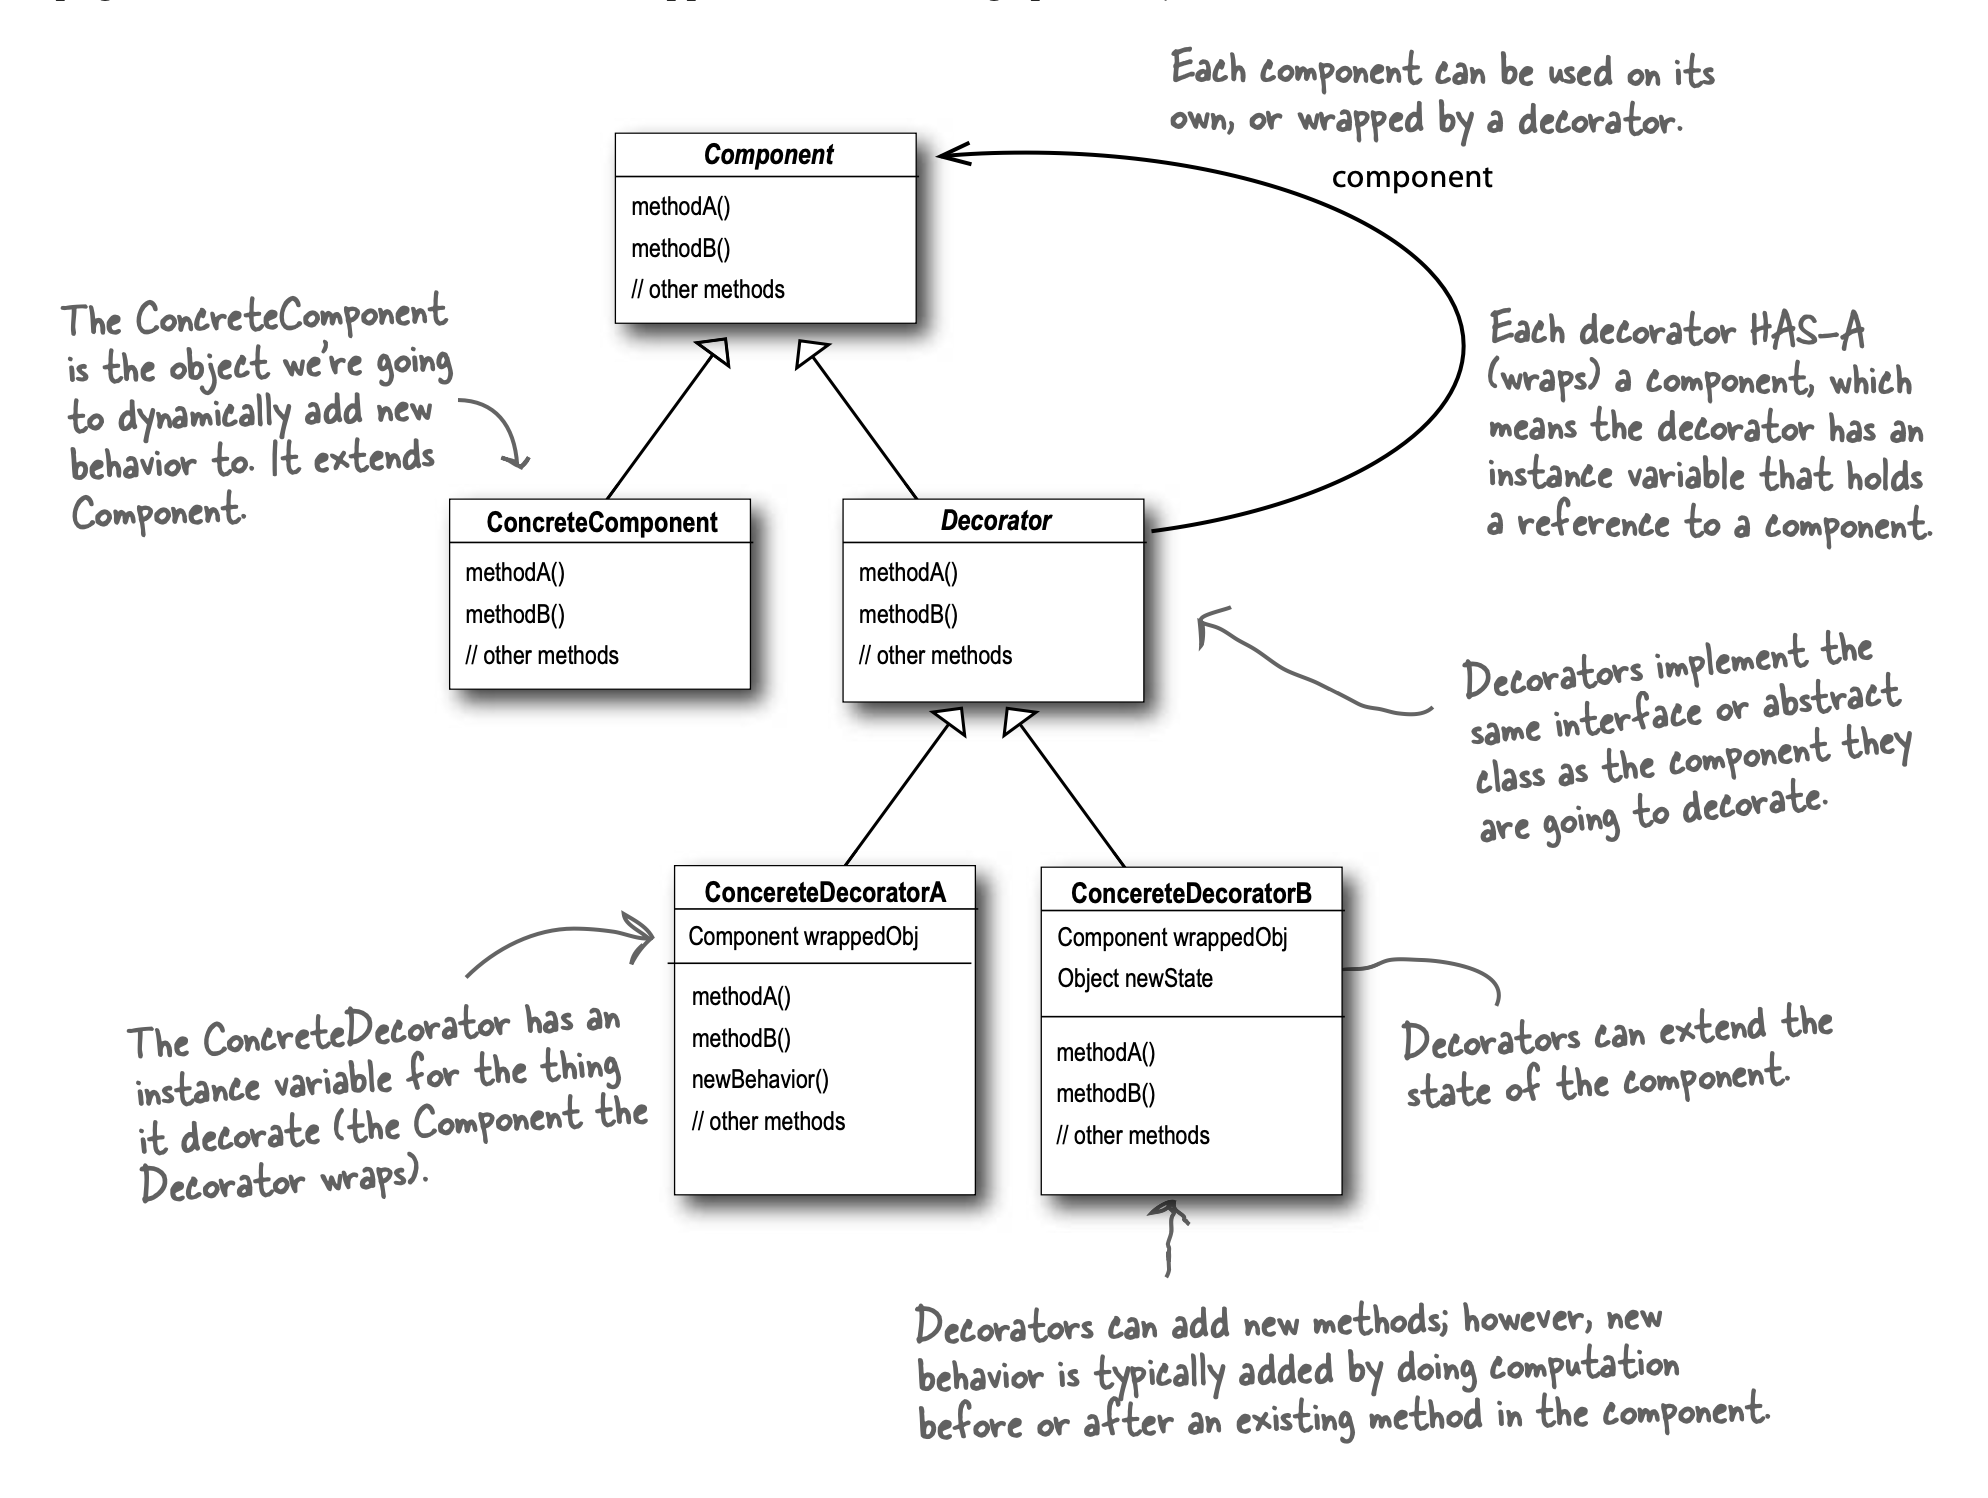 Each component can be used on its
own, or wrapped by a decorator.
component
Component
methodA()
methodB()
// other methods
The ConcreteComponent
is the object we're going
to dynamically add new
behavior to. It extends
Component.
Each decorator HAS-A
(wraps) a component, which
means the decorator has an
instance variable that holds
a reference to a component.
ConcreteComponent
methodA()
methodB()
// other methods
Decorator
methodA()
methodB()
// other methods
Decorators implement the
same interface or abstract
class as the component they
are going to decorate.
ConcereteDecoratorA
Component wrappedObj
methodA()
methodB()
newBehavior()
// other methods
ConcereteDecoratorB
Component wrappedObj
Object newState
methodA()
methodB()
// other methods
The ConcreteDecorator has an
instance variable for the thing
it decorate (the Component the
Decorator wraps).
Decorators can extend the
state of the component.
Decorators can add new methods; however, new
behavior is typically added by doing computation
before or after an existing method in the component.